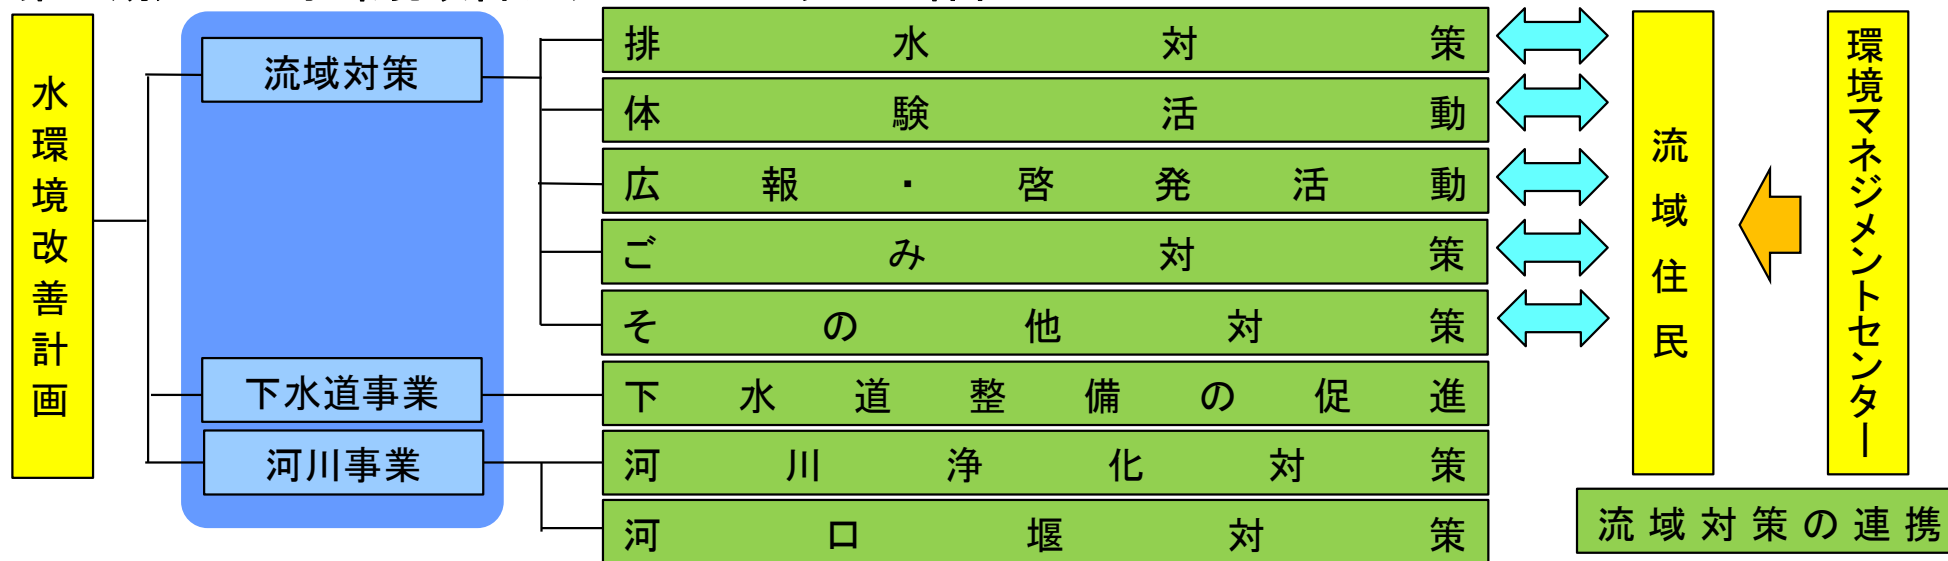 水環境改善計画
流域対策
下水道事業
河川事業
排水対策
体験活動
広報・啓発活動
ごみ対策
その他対策
下水道整備の促進
河川浄化対策
河口堰対策
流域住民
環境マネジメントセンター
流域対策の連携